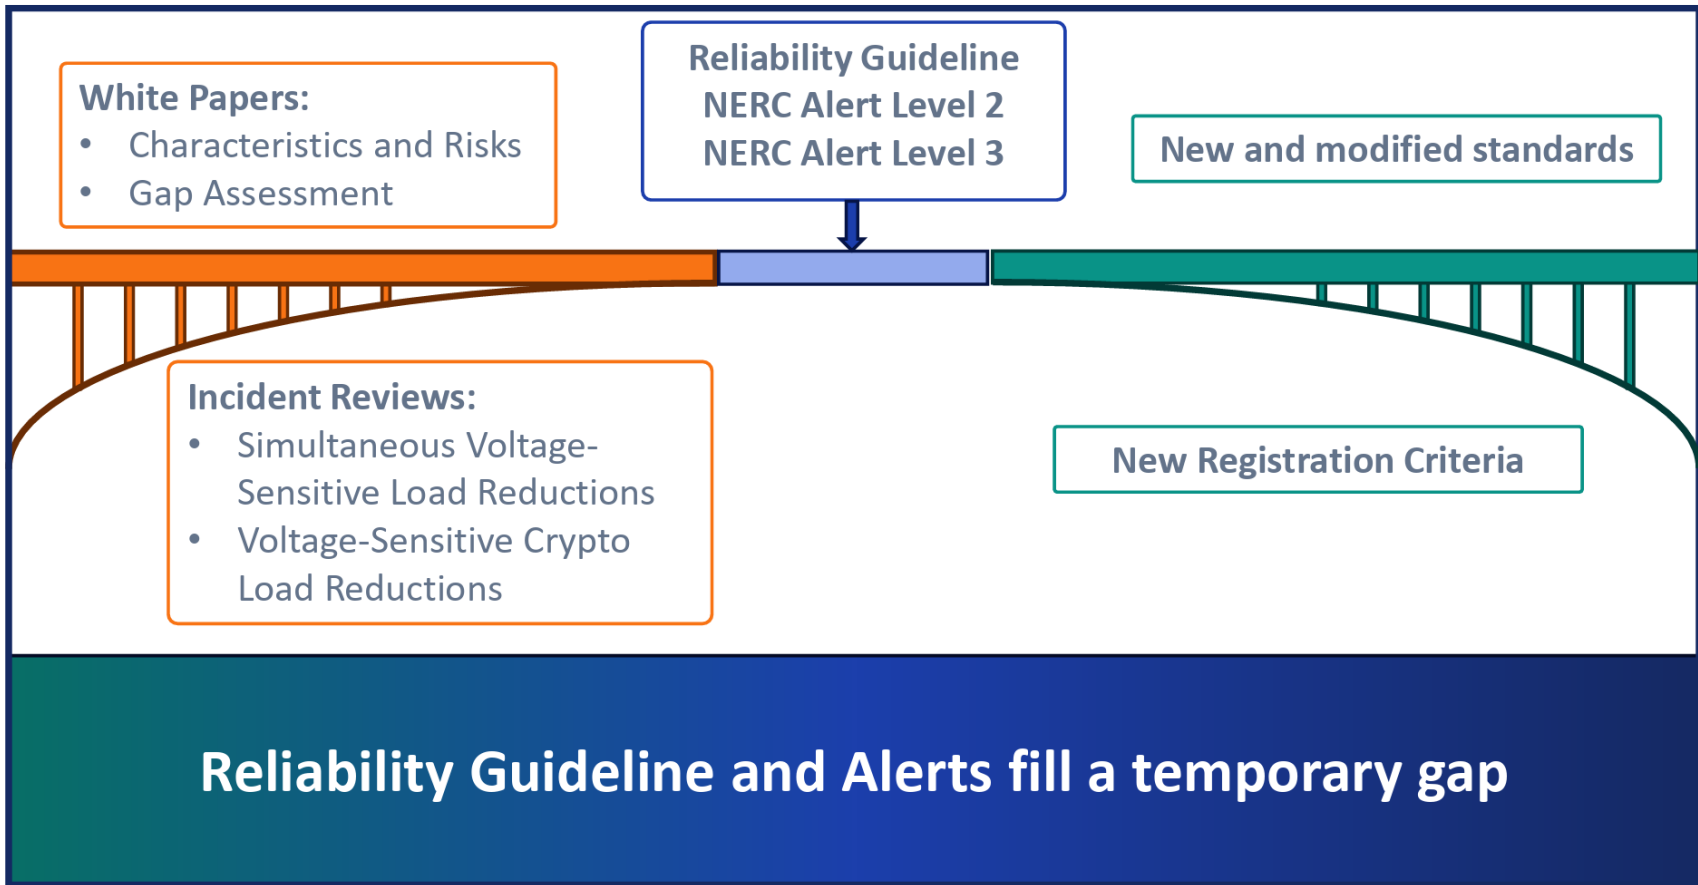 White Papers:
• Characteristics and Risks
• Gap Assessment
Reliability Guideline
NERC Alert Level 2
NERC Alert Level 3
New and modified standards
Incident Reviews:
• Simultaneous Voltage-
Sensitive Load Reductions
• Voltage-Sensitive Crypto
Load Reductions
New Registration Criteria
Reliability Guideline and Alerts fill a temporary gap